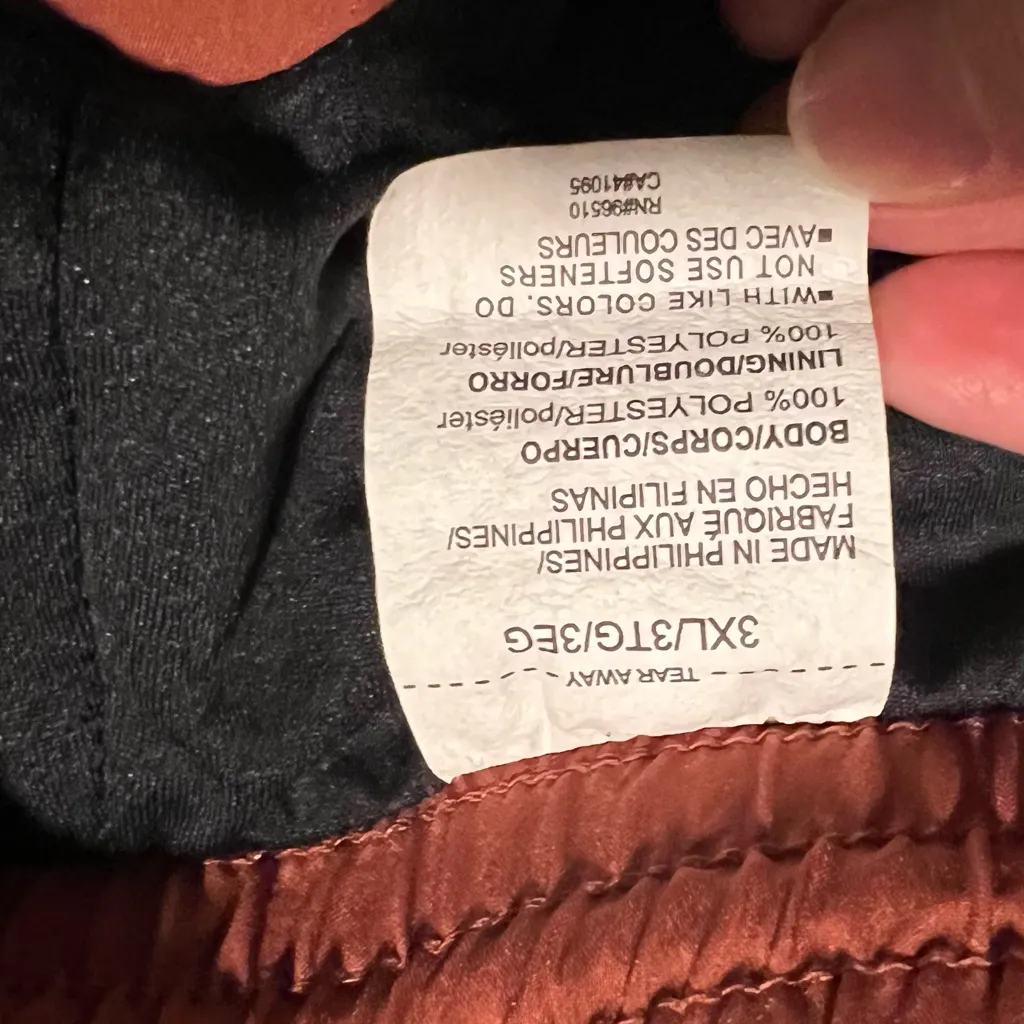 - - - - - - TEAR AWAY - - - - - -
3XL/3TG/3EG
MADE IN PHILIPPINES/
FABRIQUÉ AUX PHILIPPINES/
HECHO EN FILIPINAS
BODY/CORPS/CUERPO
100% POLYESTER/poliéster
LINING/DOUBLURE/FORRO
100% POLYESTER/poliéster
■WITH LIKE COLORS. DO
NOT USE SOFTENERS
■AVEC DES COULEURS
RN#96510
CA#41095